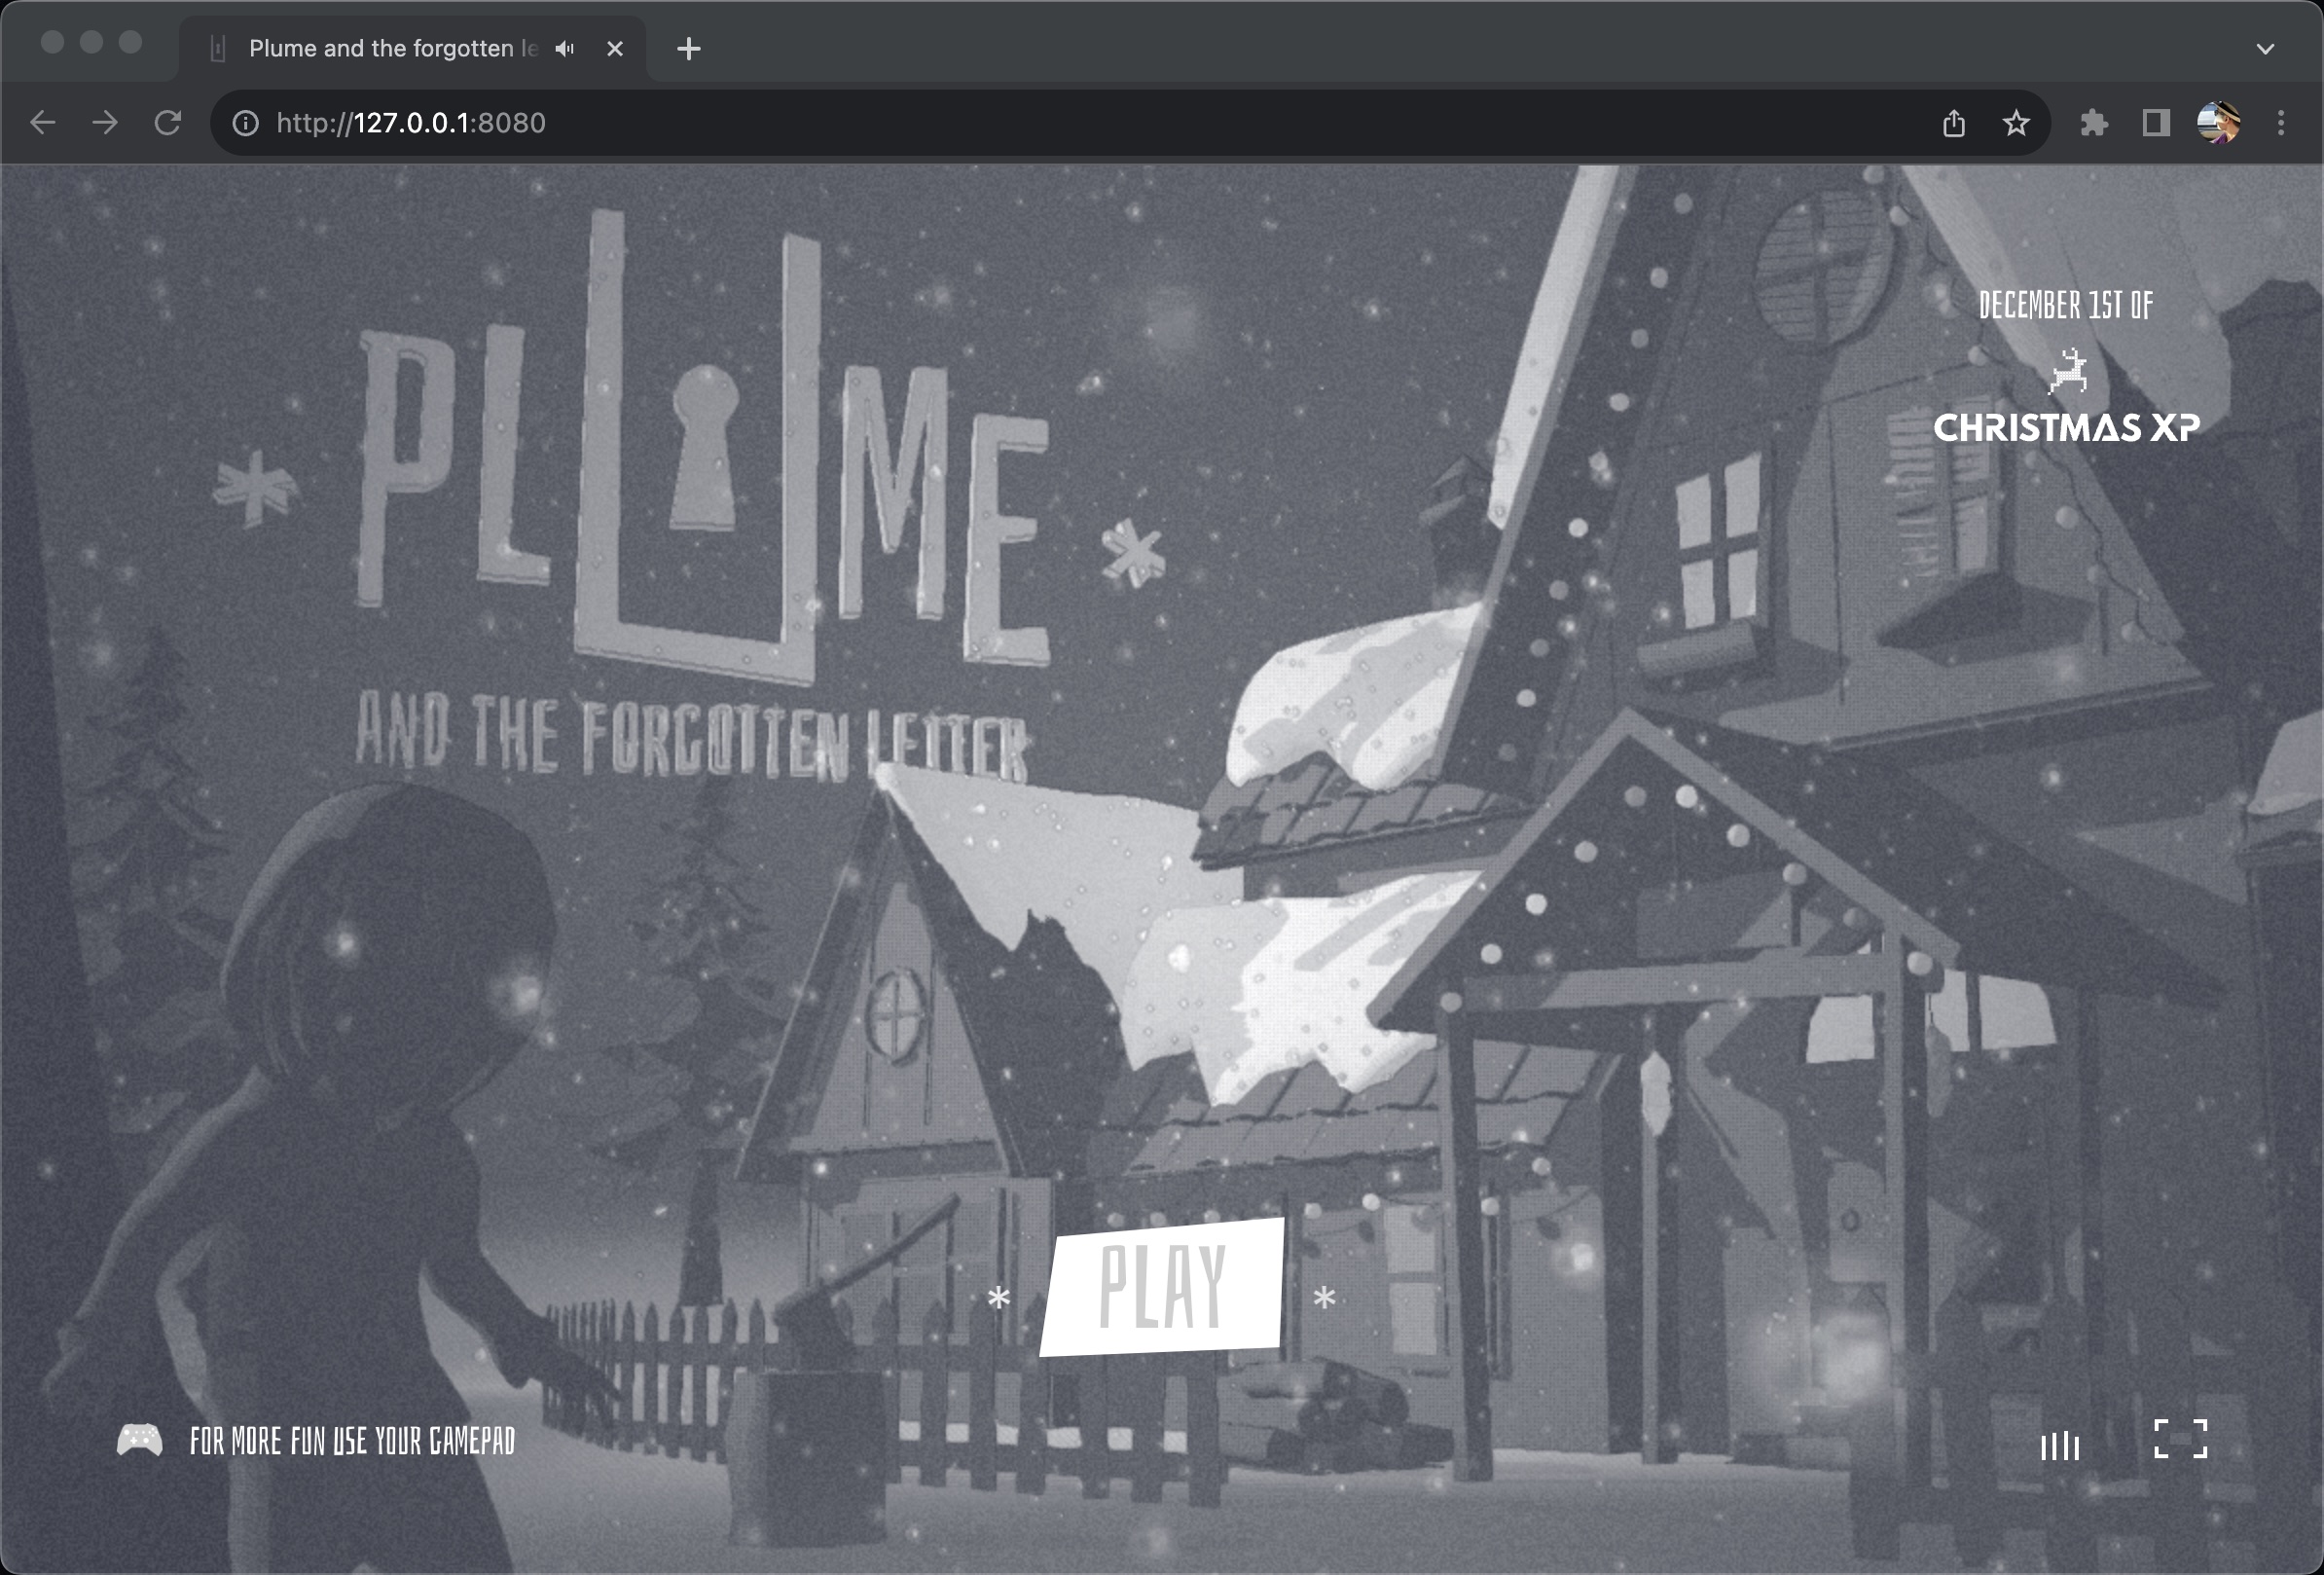 Plume and the forgotten le
http://127.0.0.1:8080
PLUME
AND THE FORGOTTEN LETTER
DECEMBER 1ST OF
CHRISTMAS XP
* PLAY *
FOR MORE FUN USE YOUR GAMEPAD